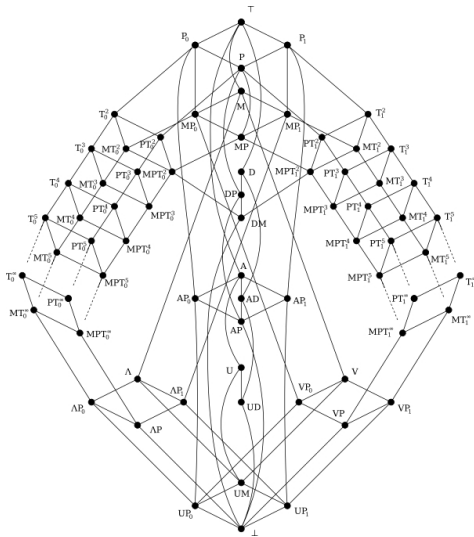 ⊤
P₀ P₁
P
M
T₀² T₁²
MP₀ MP₁
T₀³ MT₀² PT₀² MP PT₁² MT₁² T₁³
T₀⁴ MT₀³ PT₀³ MPT₀² D MPT₁² PT₁³ MT₁³ T₁⁴
DP
T₀⁵ MT₀⁴ PT₀⁴ MPT₀³ DM MPT₁³ PT₁⁴ MT₁⁴ T₁⁵
MT₀⁵ PT₀⁵ MPT₀⁴ MPT₁⁴ PT₁⁵ MT₁⁵
A
T₀^∞ MPT₀⁵ MPT₁⁵ T₁^∞
MT₀^∞ PT₀^∞ AP₀ AD AP₁ PT₁^∞ MT₁^∞
MPT₀^∞ AP MPT₁^∞
U
Λ V
ΛP₀ ΛP₁ UD VP₀ VP₁
ΛP VP
UM
UP₀ UP₁
⊥